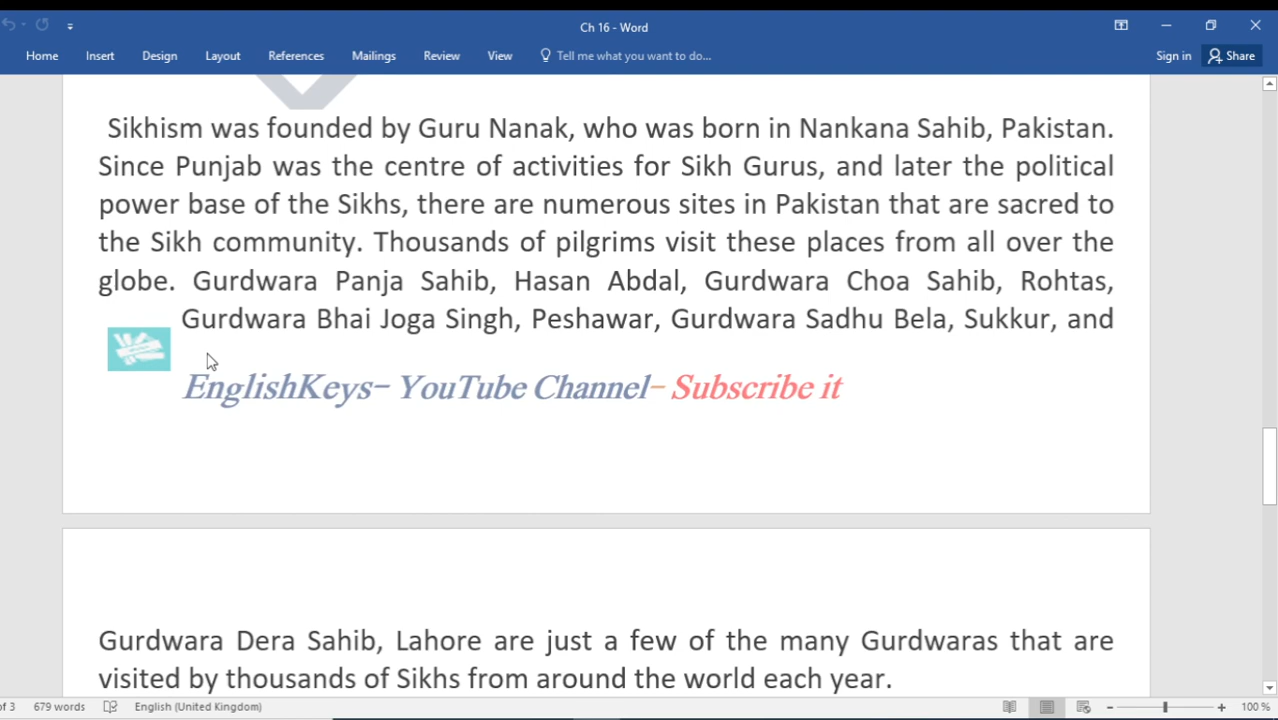 Ch 16 - Word
Home Insert Design Layout References Mailings Review View Tell me what you want to do... Sign in Share
Sikhism was founded by Guru Nanak, who was born in Nankana Sahib, Pakistan.
Since Punjab was the centre of activities for Sikh Gurus, and later the political
power base of the Sikhs, there are numerous sites in Pakistan that are sacred to
the Sikh community. Thousands of pilgrims visit these places from all over the
globe. Gurdwara Panja Sahib, Hasan Abdal, Gurdwara Choa Sahib, Rohtas,
Gurdwara Bhai Joga Singh, Peshawar, Gurdwara Sadhu Bela, Sukkur, and
EnglishKeys- YouTube Channel- Subscribe it
Gurdwara Dera Sahib, Lahore are just a few of the many Gurdwaras that are
visited by thousands of Sikhs from around the world each year.
of 3 679 words English (United Kingdom) 100 %